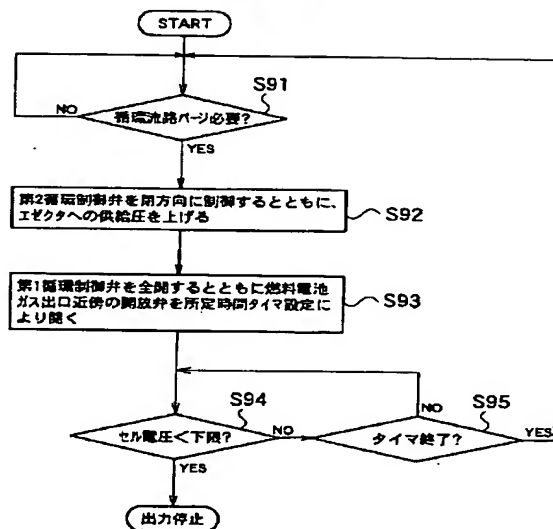 START
S91
循環流路パージ必要?
NO
YES
第2循環制御弁を閉方向に制御するとともに、
エゼクタへの供給圧を上げる
S92
第1循環制御弁を全開するとともに燃料電池
ガス出口近傍の開放弁を所定時間タイマ設定に
より開く
S93
S94
セル電圧<下限?
NO
YES
NO
S95
タイマ終了?
YES
出力停止